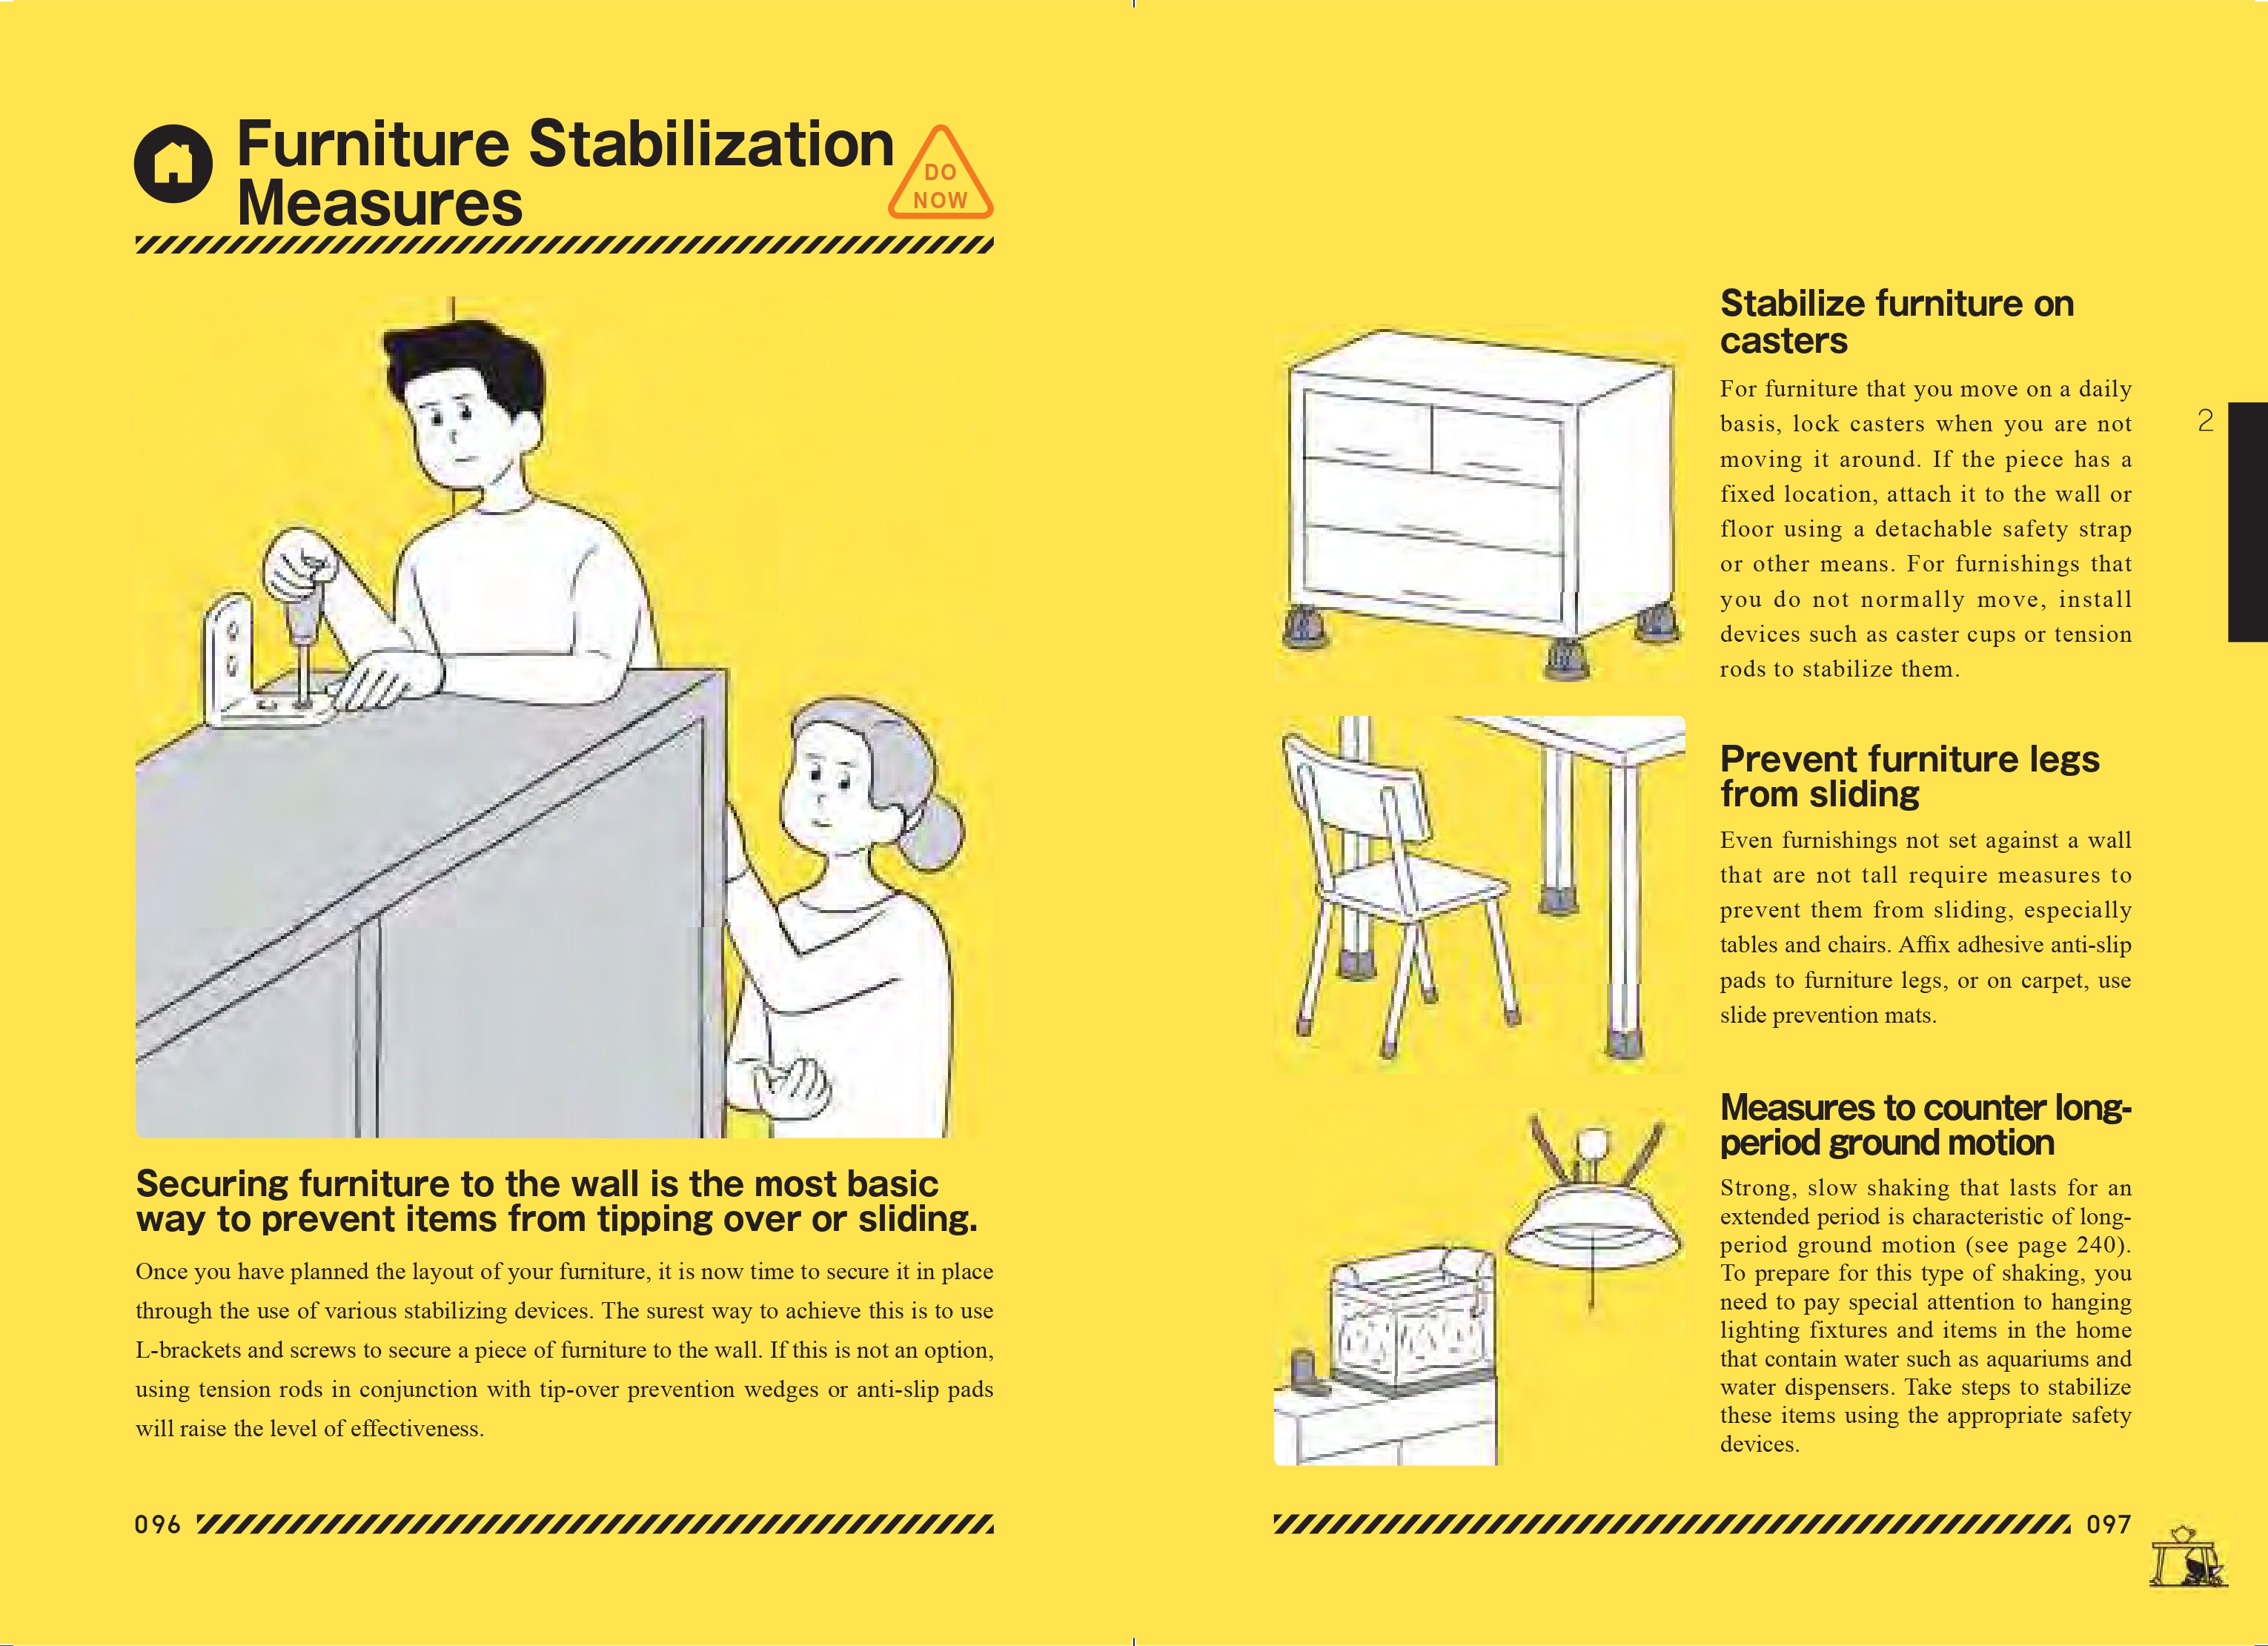 Furniture Stabilization
Measures
DO
NOW
Securing furniture to the wall is the most basic
way to prevent items from tipping over or sliding.
Once you have planned the layout of your furniture, it is now time to secure it in place
through the use of various stabilizing devices. The surest way to achieve this is to use
L-brackets and screws to secure a piece of furniture to the wall. If this is not an option,
using tension rods in conjunction with tip-over prevention wedges or anti-slip pads
will raise the level of effectiveness.
096
Stabilize furniture on
casters
For furniture that you move on a daily
basis, lock casters when you are not
moving it around. If the piece has a
fixed location, attach it to the wall or
floor using a detachable safety strap
or other means. For furnishings that
you do not normally move, install
devices such as caster cups or tension
rods to stabilize them.
2
Prevent furniture legs
from sliding
Even furnishings not set against a wall
that are not tall require measures to
prevent them from sliding, especially
tables and chairs. Affix adhesive anti-slip
pads to furniture legs, or on carpet, use
slide prevention mats.
Measures to counter long-
period ground motion
Strong, slow shaking that lasts for an
extended period is characteristic of long-
period ground motion (see page 240).
To prepare for this type of shaking, you
need to pay special attention to hanging
lighting fixtures and items in the home
that contain water such as aquariums and
water dispensers. Take steps to stabilize
these items using the appropriate safety
devices.
097